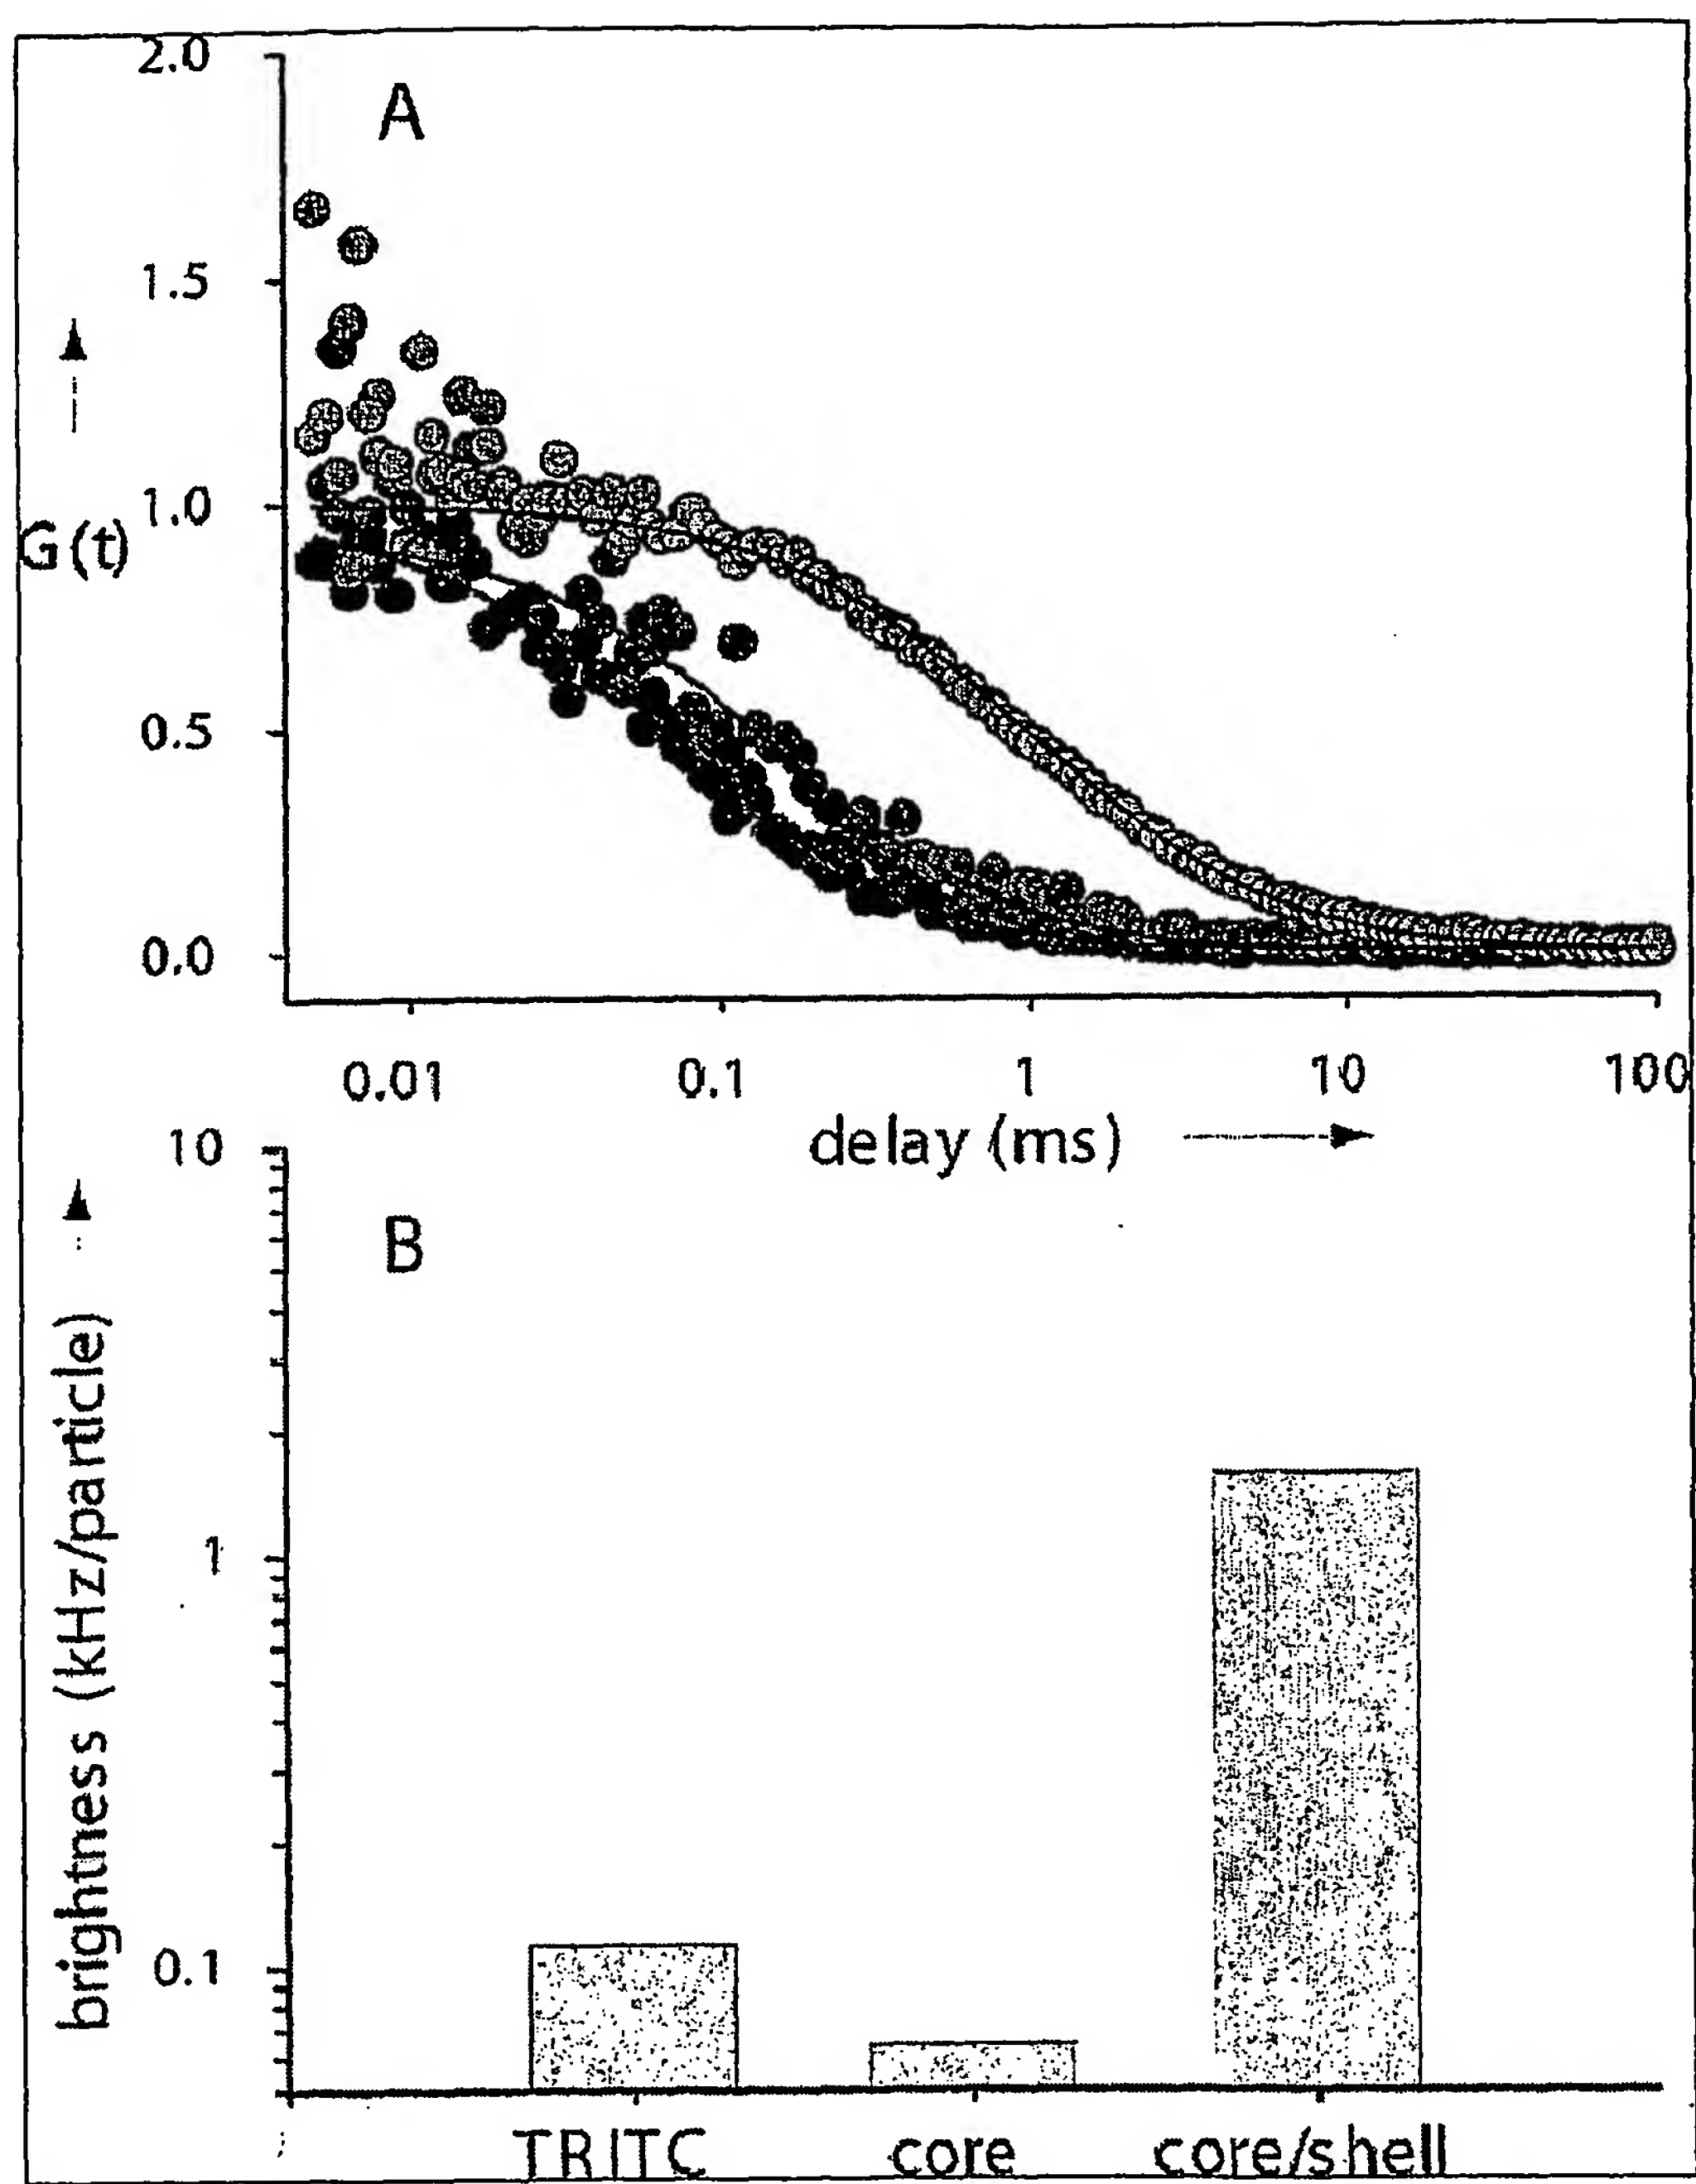 2.0
A
1.5
1.0
G(t)
0.5
0.0
0.01 0.1 1 10 100
delay (ms)
10
B
brightness (kHz/particle)
1
0.1
TRITC core core/shell